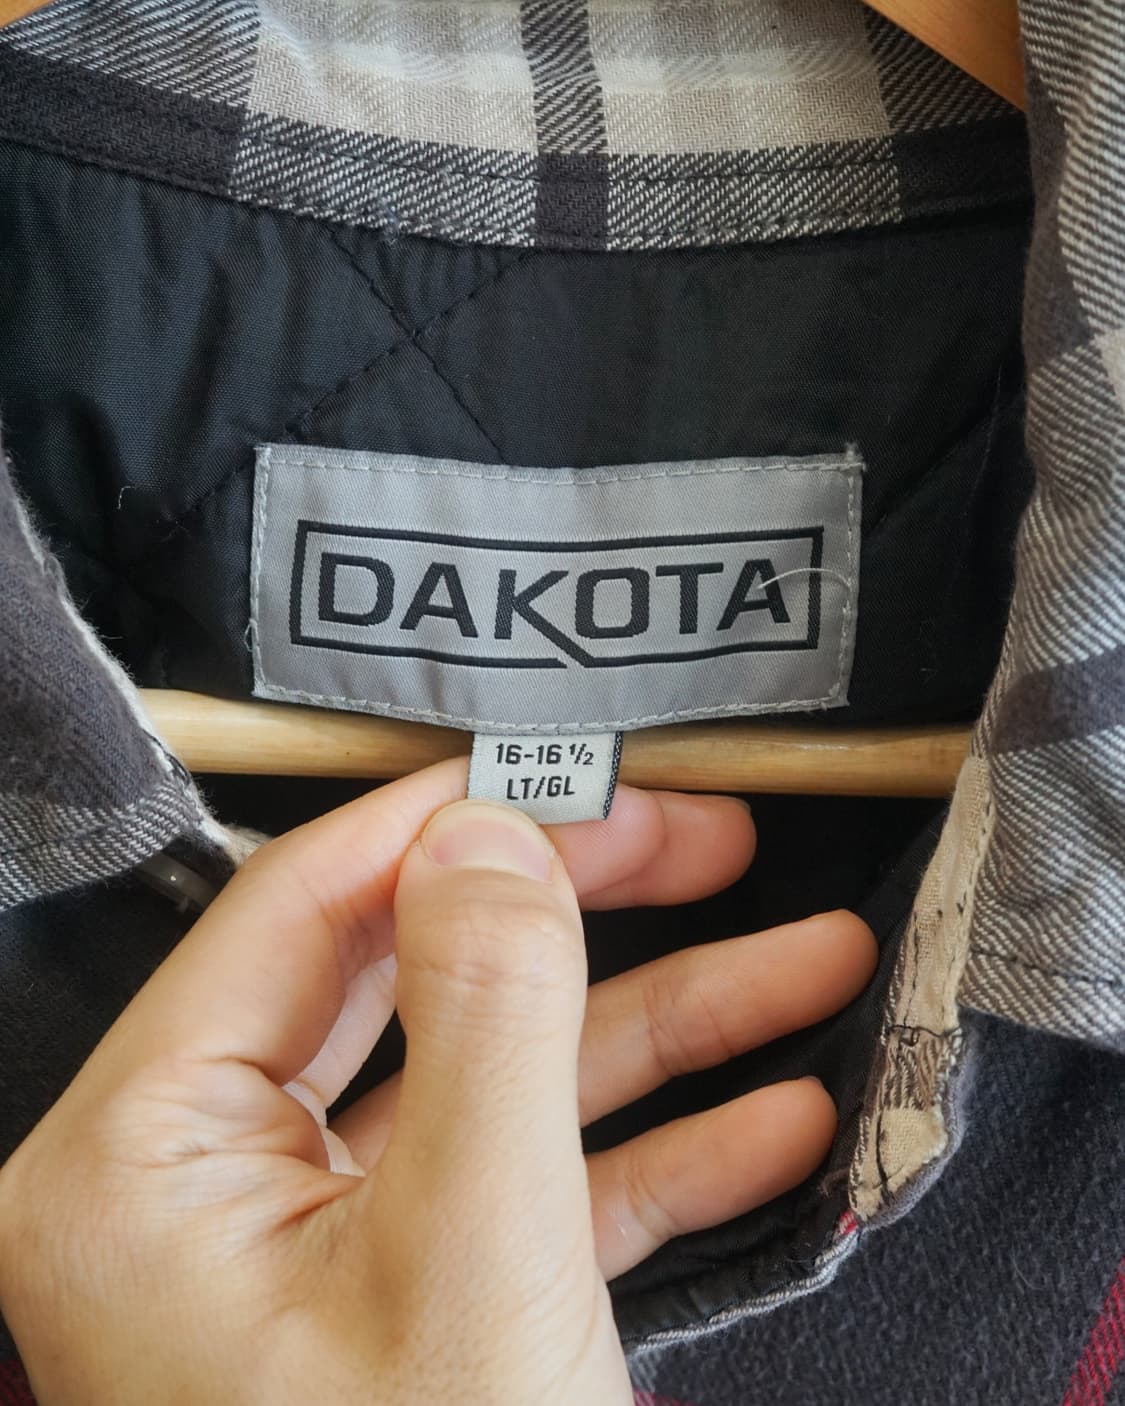 DAKOTA
16-16 ½
LT/GL